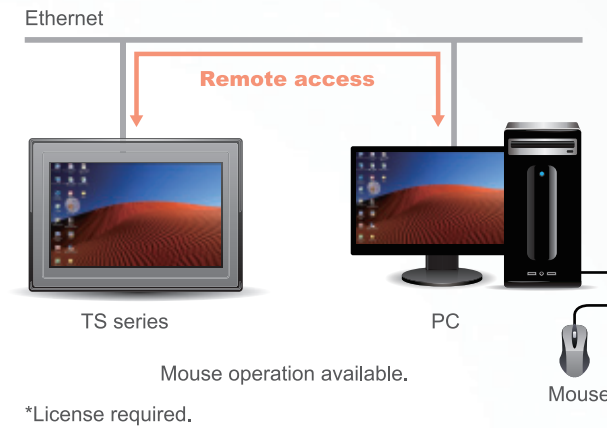 Ethernet
Remote access
TS series
PC
Mouse operation available.
Mouse
*License required.